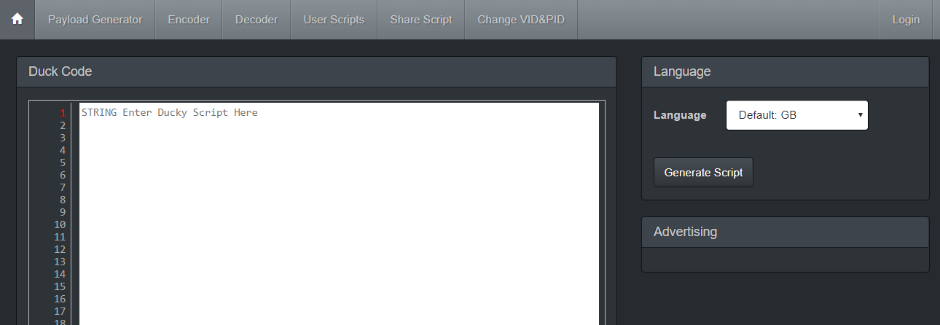 Payload Generator Encoder Decoder User Scripts Share Script Change VID&PID Login
Duck Code
1 STRING Enter Ducky Script Here
2
3
4
5
6
7
8
9
10
11
12
13
14
15
16
17
18
Language
Language Default: GB
Generate Script
Advertising